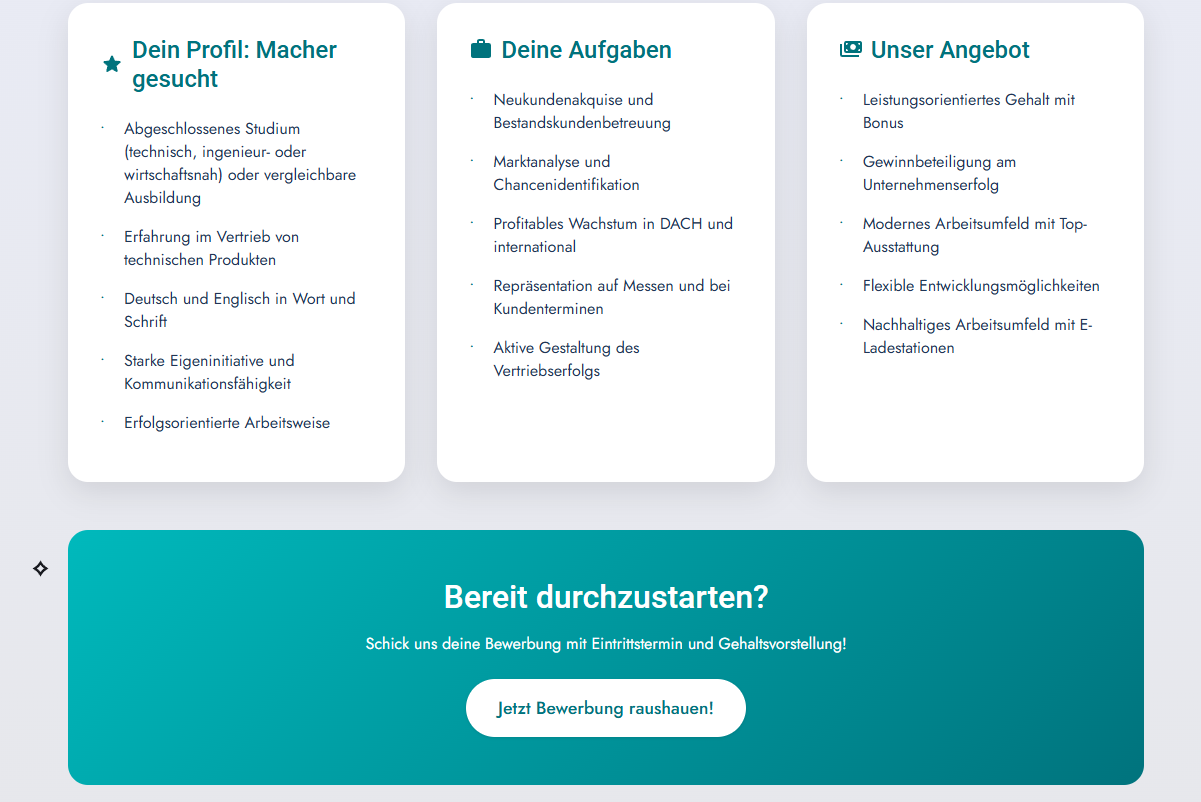 Dein Profil: Macher
gesucht
· Abgeschlossenes Studium
(technisch, ingenieur- oder
wirtschaftsnah) oder vergleichbare
Ausbildung
· Erfahrung im Vertrieb von
technischen Produkten
· Deutsch und Englisch in Wort und
Schrift
· Starke Eigeninitiative und
Kommunikationsfähigkeit
· Erfolgsorientierte Arbeitsweise
Deine Aufgaben
· Neukundenakquise und
Bestandskundenbetreuung
· Marktanalyse und
Chancenidentifikation
· Profitables Wachstum in DACH und
international
· Repräsentation auf Messen und bei
Kundenterminen
· Aktive Gestaltung des
Vertriebserfolgs
Unser Angebot
· Leistungsorientiertes Gehalt mit
Bonus
· Gewinnbeteiligung am
Unternehmenserfolg
· Modernes Arbeitsumfeld mit Top-
Ausstattung
· Flexible Entwicklungsmöglichkeiten
· Nachhaltiges Arbeitsumfeld mit E-
Ladestationen
Bereit durchzustarten?
Schick uns deine Bewerbung mit Eintrittstermin und Gehaltsvorstellung!
Jetzt Bewerbung raushauen!